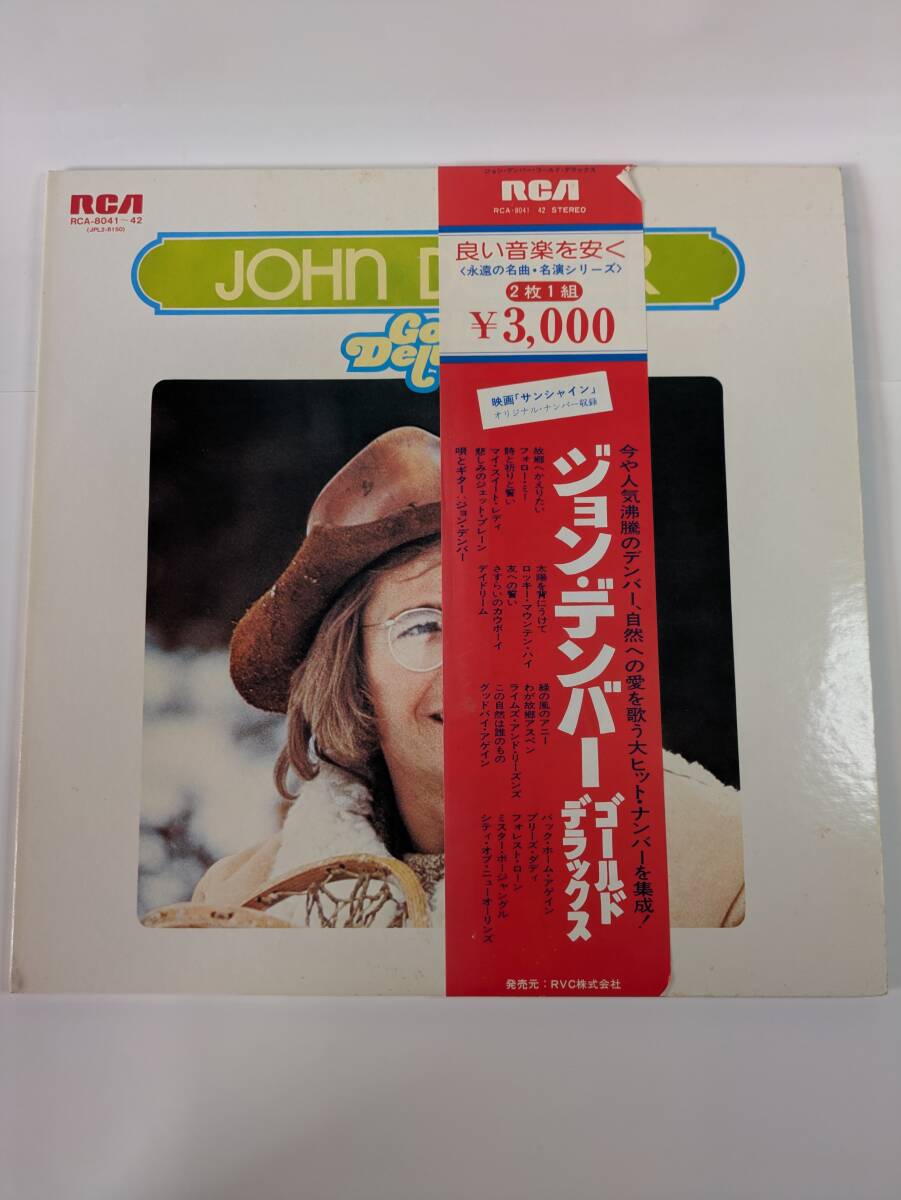 RCA
RCA-8041~42
(JPL2-8150)
JOHN D R
Go
Del
ジョン・デンバー・ゴールド・デラックス
RCA
RCA-8041 42 STEREO
良い音楽を安く
〈永遠の名曲・名演シリーズ〉
2枚1組
¥3,000
映画「サンシャイン」
オリジナル・ナンバー収録
今や人気沸騰のデンバー、自然への愛を歌う大ヒット・ナンバーを集成!
ジョン・デンバー
ゴールド
デラックス
故郷へかえりたい
フォロー・ミー
詩と祈りと誓い
マイ・スイート・レディ
悲しみのジェット・プレーン
唄とギター:ジョン・デンバー
太陽を背にうけて
ロッキー・マウンテン・ハイ
友への誓い
さすらいのカウボーイ
デイドリーム
緑の風のアニー
わが故郷アスペン
ライムズ・アンド・リーズンズ
この自然は誰のもの
グッドバイ・アゲイン
バック・ホーム・アゲイン
プリーズ・ダディ
フォレスト・ローン
ミスター・ボージャングル
シティ・オブ・ニューオーリンズ
発売元:RVC株式会社